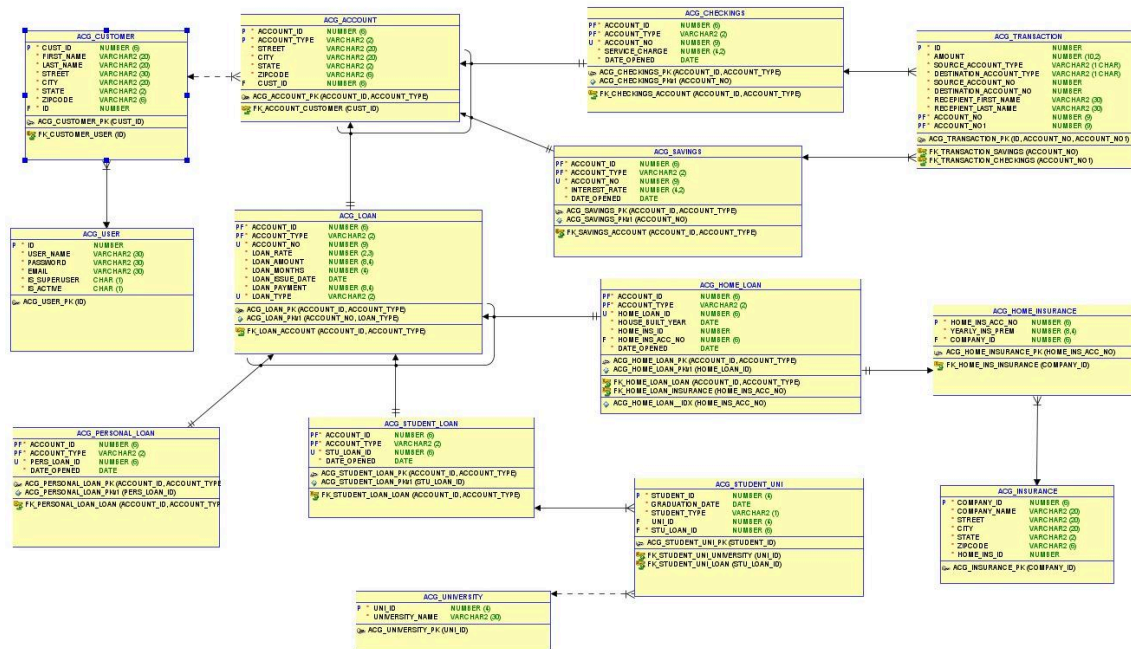 ACG_CUSTOMER
P * CUST_ID NUMBER (6)
* FIRST_NAME VARCHAR2 (20)
* LAST_NAME VARCHAR2 (20)
* STREET VARCHAR2 (30)
* CITY VARCHAR2 (20)
* STATE VARCHAR2 (2)
* ZIPCODE VARCHAR2 (6)
F * ID NUMBER
ACG_CUSTOMER_PK (CUST_ID)
FK_CUSTOMER_USER (ID)
ACG_ACCOUNT
P * ACCOUNT_ID NUMBER (6)
P * ACCOUNT_TYPE VARCHAR2 (2)
* STREET VARCHAR2 (20)
* CITY VARCHAR2 (20)
* STATE VARCHAR2 (2)
* ZIPCODE VARCHAR2 (6)
F CUST_ID NUMBER (6)
ACG_ACCOUNT_PK (ACCOUNT_ID, ACCOUNT_TYPE)
FK_ACCOUNT_CUSTOMER (CUST_ID)
ACG_CHECKINGS
PF* ACCOUNT_ID NUMBER (6)
PF* ACCOUNT_TYPE VARCHAR2 (2)
U * ACCOUNT_NO NUMBER (9)
* SERVICE_CHARGE NUMBER (4,2)
* DATE_OPENED DATE
ACG_CHECKINGS_PK (ACCOUNT_ID, ACCOUNT_TYPE)
ACG_CHECKINGS_PKv1 (ACCOUNT_NO)
FK_CHECKINGS_ACCOUNT (ACCOUNT_ID, ACCOUNT_TYPE)
ACG_TRANSACTION
P * ID NUMBER
* AMOUNT NUMBER (10,2)
* SOURCE_ACCOUNT_TYPE VARCHAR2 (1 CHAR)
* DESTINATION_ACCOUNT_TYPE VARCHAR2 (1 CHAR)
* SOURCE_ACCOUNT_NO NUMBER
* DESTINATION_ACCOUNT_NO NUMBER
* RECEPIENT_FIRST_NAME VARCHAR2 (30)
* RECEPIENT_LAST_NAME VARCHAR2 (30)
PF* ACCOUNT_NO NUMBER (9)
PF* ACCOUNT_NO1 NUMBER (9)
ACG_TRANSACTION_PK (ID, ACCOUNT_NO, ACCOUNT_NO1)
FK_TRANSACTION_SAVINGS (ACCOUNT_NO)
FK_TRANSACTION_CHECKINGS (ACCOUNT_NO1)
ACG_SAVINGS
PF* ACCOUNT_ID NUMBER (6)
PF* ACCOUNT_TYPE VARCHAR2 (2)
U * ACCOUNT_NO NUMBER (9)
* INTEREST_RATE NUMBER (4,2)
* DATE_OPENED DATE
ACG_SAVINGS_PK (ACCOUNT_ID, ACCOUNT_TYPE)
ACG_SAVINGS_PKv1 (ACCOUNT_NO)
FK_SAVINGS_ACCOUNT (ACCOUNT_ID, ACCOUNT_TYPE)
ACG_USER
P * ID NUMBER
* USER_NAME VARCHAR2 (30)
* PASSWORD VARCHAR2 (30)
* EMAIL VARCHAR2 (30)
* IS_SUPERUSER CHAR (1)
* IS_ACTIVE CHAR (1)
ACG_USER_PK (ID)
ACG_LOAN
PF* ACCOUNT_ID NUMBER (6)
PF* ACCOUNT_TYPE VARCHAR2 (2)
U * ACCOUNT_NO NUMBER (9)
* LOAN_RATE NUMBER (2,3)
* LOAN_AMOUNT NUMBER (8,4)
* LOAN_MONTHS NUMBER (4)
* LOAN_ISSUE_DATE DATE
* LOAN_PAYMENT NUMBER (8,4)
U * LOAN_TYPE VARCHAR2 (2)
ACG_LOAN_PK (ACCOUNT_ID, ACCOUNT_TYPE)
ACG_LOAN_PKv1 (ACCOUNT_NO, LOAN_TYPE)
FK_LOAN_ACCOUNT (ACCOUNT_ID, ACCOUNT_TYPE)
ACG_HOME_LOAN
PF* ACCOUNT_ID NUMBER (6)
PF* ACCOUNT_TYPE VARCHAR2 (2)
U * HOME_LOAN_ID NUMBER (6)
* HOUSE_BUILT_YEAR DATE
* HOME_INS_ID NUMBER
F * HOME_INS_ACC_NO NUMBER (6)
* DATE_OPENED DATE
ACG_HOME_LOAN_PK (ACCOUNT_ID, ACCOUNT_TYPE)
ACG_HOME_LOAN_PKv1 (HOME_LOAN_ID)
FK_HOME_LOAN_LOAN (ACCOUNT_ID, ACCOUNT_TYPE)
FK_HOME_LOAN_INSURANCE (HOME_INS_ACC_NO)
ACG_HOME_LOAN__IDX (HOME_INS_ACC_NO)
ACG_HOME_INSURANCE
P * HOME_INS_ACC_NO NUMBER (6)
* YEARLY_INS_PREM NUMBER (8,4)
F * COMPANY_ID NUMBER (6)
ACG_HOME_INSURANCE_PK (HOME_INS_ACC_NO)
FK_HOME_INS_INSURANCE (COMPANY_ID)
ACG_PERSONAL_LOAN
PF* ACCOUNT_ID NUMBER (6)
PF* ACCOUNT_TYPE VARCHAR2 (2)
U * PERS_LOAN_ID NUMBER (6)
* DATE_OPENED DATE
ACG_PERSONAL_LOAN_PK (ACCOUNT_ID, ACCOUNT_TYP
ACG_PERSONAL_LOAN_PKv1 (PERS_LOAN_ID)
FK_PERSONAL_LOAN_LOAN (ACCOUNT_ID, ACCOUNT_TYP
ACG_STUDENT_LOAN
PF* ACCOUNT_ID NUMBER (6)
PF* ACCOUNT_TYPE VARCHAR2 (2)
U * STU_LOAN_ID NUMBER (6)
* DATE_OPENED DATE
ACG_STUDENT_LOAN_PK (ACCOUNT_ID, ACCOUNT_TYPE)
ACG_STUDENT_LOAN_PKv1 (STU_LOAN_ID)
FK_STUDENT_LOAN_LOAN (ACCOUNT_ID, ACCOUNT_TYPE)
ACG_STUDENT_UNI
P * STUDENT_ID NUMBER (4)
* GRADUATION_DATE DATE
* STUDENT_TYPE VARCHAR2 (1)
F UNI_ID NUMBER (4)
F * STU_LOAN_ID NUMBER (6)
ACG_STUDENT_UNI_PK (STUDENT_ID)
FK_STUDENT_UNI_UNIVERSITY (UNI_ID)
FK_STUDENT_UNI_LOAN (STU_LOAN_ID)
ACG_INSURANCE
P * COMPANY_ID NUMBER (6)
* COMPANY_NAME VARCHAR2 (20)
* STREET VARCHAR2 (20)
* CITY VARCHAR2 (20)
* STATE VARCHAR2 (2)
* ZIPCODE VARCHAR2 (6)
* HOME_INS_ID NUMBER
ACG_INSURANCE_PK (COMPANY_ID)
ACG_UNIVERSITY
P * UNI_ID NUMBER (4)
* UNIVERSITY_NAME VARCHAR2 (30)
ACG_UNIVERSITY_PK (UNI_ID)